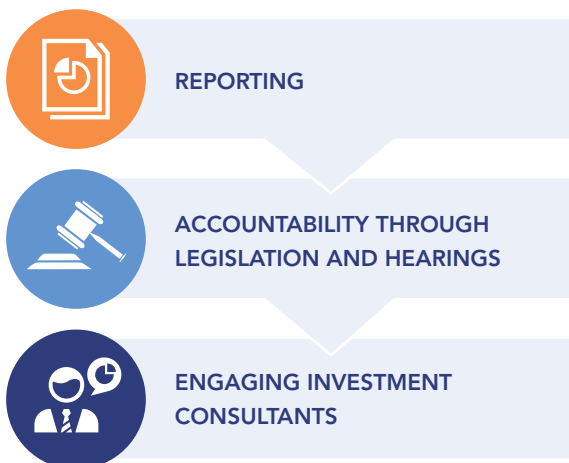 REPORTING
ACCOUNTABILITY THROUGH
LEGISLATION AND HEARINGS
ENGAGING INVESTMENT
CONSULTANTS